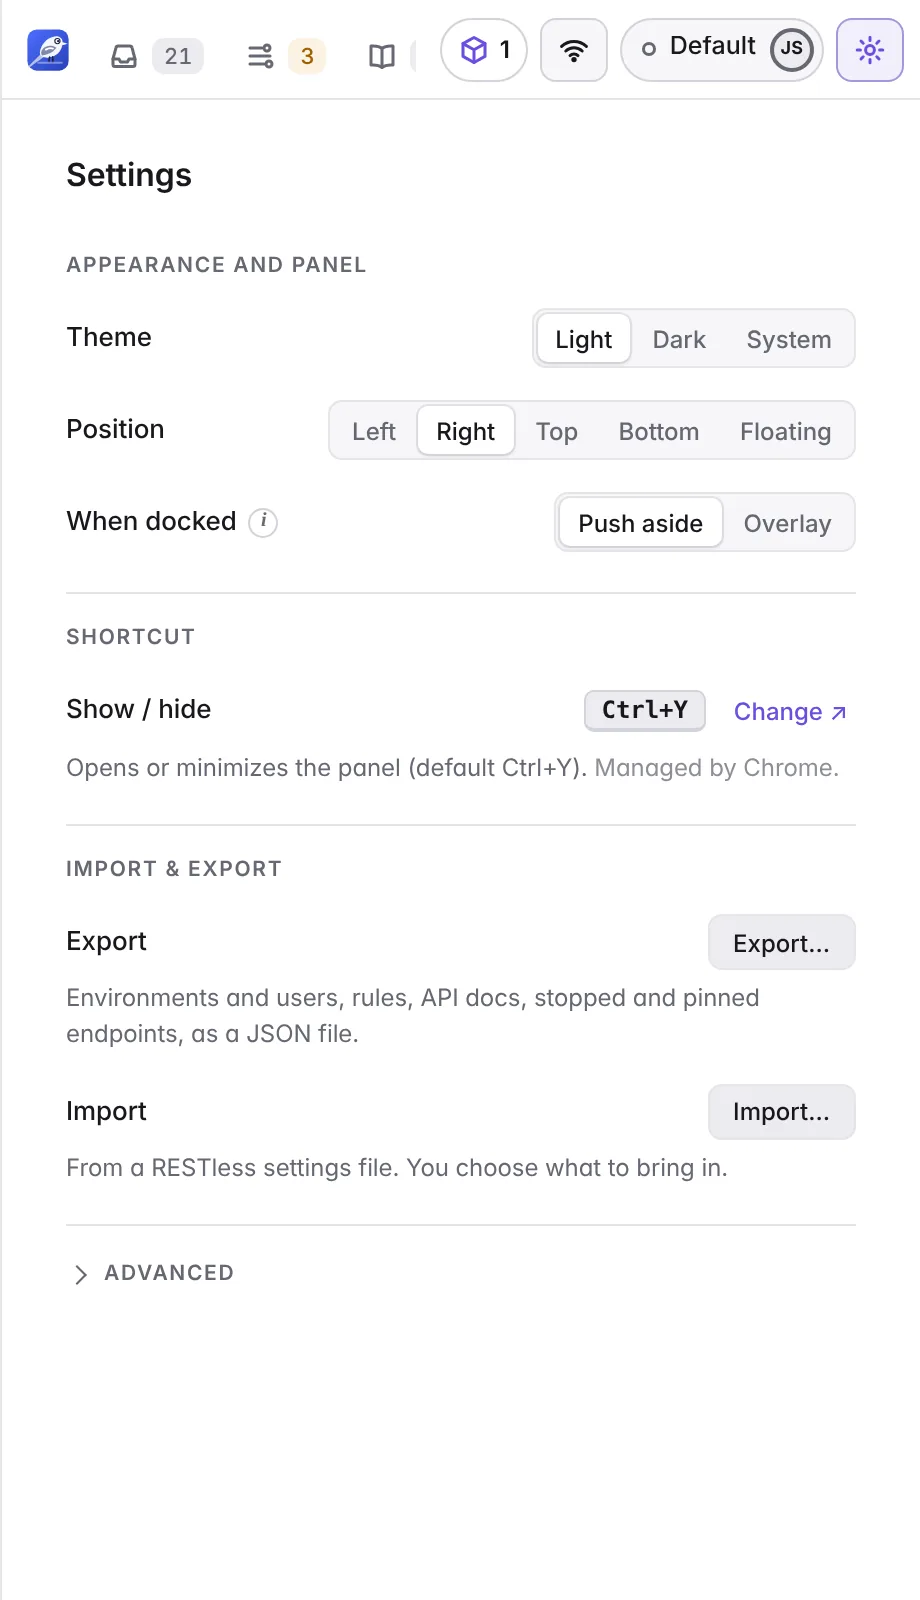 21
3
1
Default JS
Settings
APPEARANCE AND PANEL
Theme
Light Dark System
Position
Left Right Top Bottom Floating
When docked i
Push aside Overlay
SHORTCUT
Show / hide
Ctrl+Y
Change ↗
Opens or minimizes the panel (default Ctrl+Y). Managed by Chrome.
IMPORT & EXPORT
Export
Export...
Environments and users, rules, API docs, stopped and pinned
endpoints, as a JSON file.
Import
Import...
From a RESTless settings file. You choose what to bring in.
ADVANCED